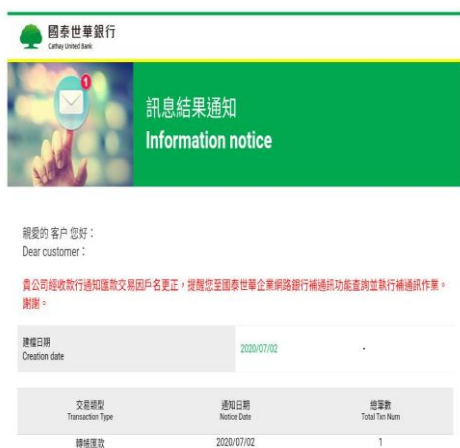 國泰世華銀行
Cathay United Bank
1
訊息結果通知
Information notice
親愛的 客户 您好：
Dear customer：
貴公司經收款行通知匯款交易因戶名更正，提醒您至國泰世華企業網路銀行補通訊功能查詢並執行補通訊作業。
謝謝。
建檔日期
Creation date
2020/07/02
交易類型 通知日期 總筆數
Transaction Type Notice Date Total Txn Num
轉帳匯款 2020/07/02 1